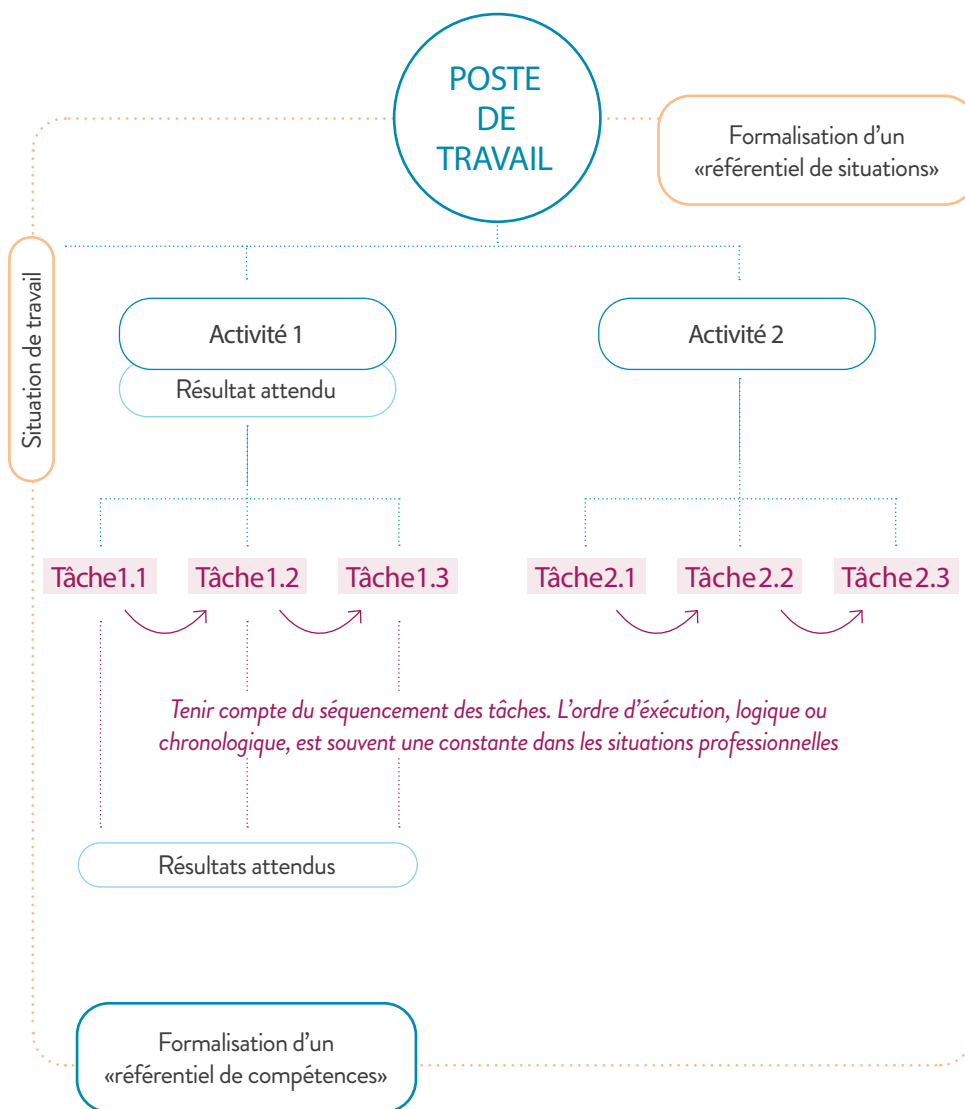 POSTE
DE
TRAVAIL
Formalisation d’un
«référentiel de situations»
Situation de travail
Activité 1
Activité 2
Résultat attendu
Tâche1.1
Tâche1.2
Tâche1.3
Tâche2.1
Tâche2.2
Tâche2.3
Tenir compte du séquencement des tâches. L’ordre d’éxécution, logique ou
chronologique, est souvent une constante dans les situations professionnelles
Résultats attendus
Formalisation d’un
«référentiel de compétences»